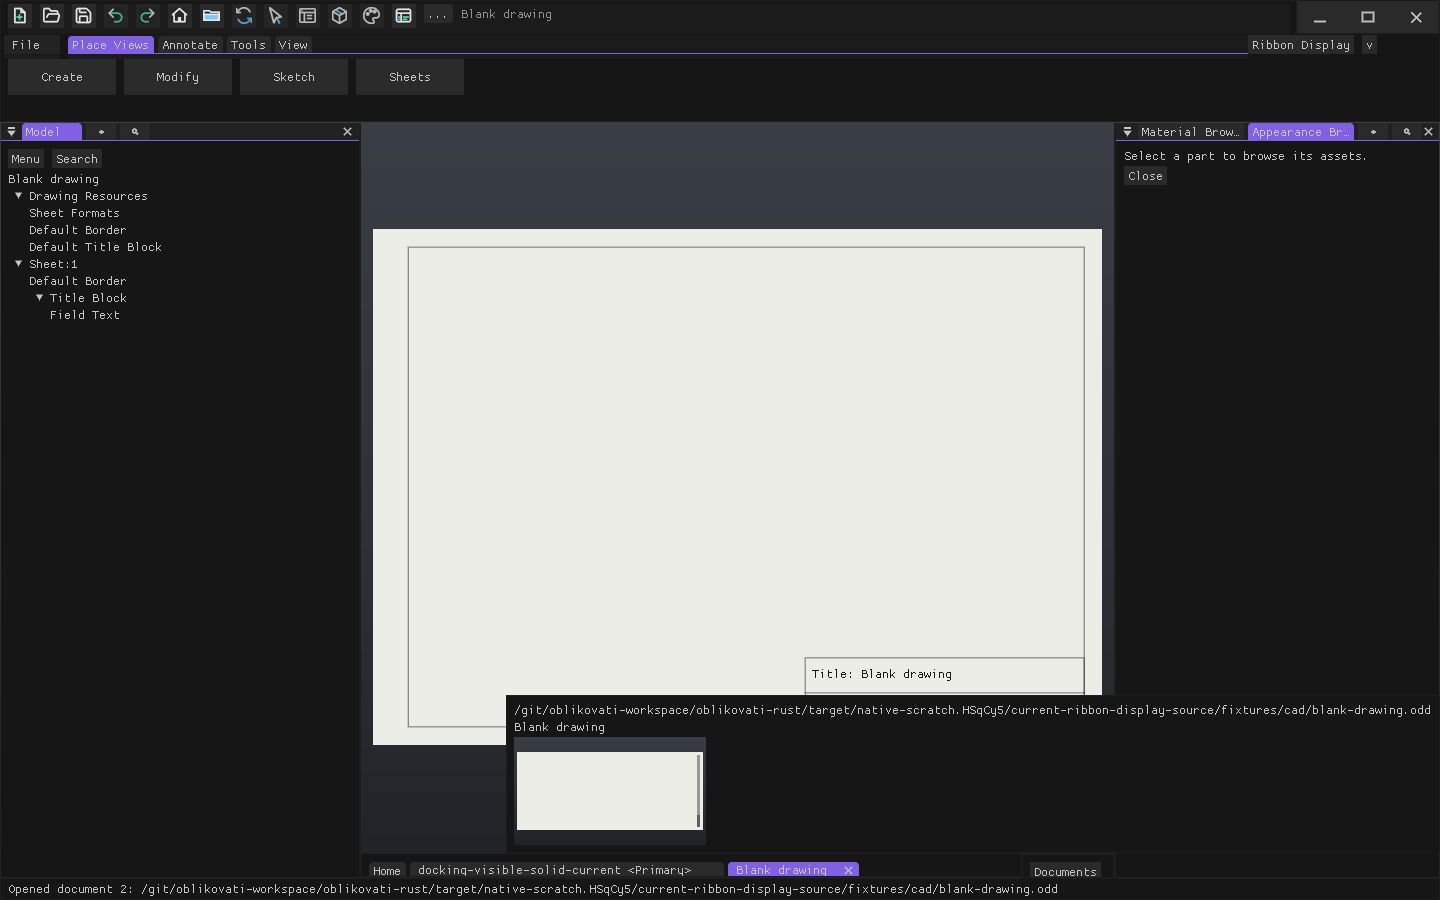 ... Blank drawing
File Place Views Annotate Tools View Ribbon Display v
Create Modify Sketch Sheets
Model
Material Brow… Appearance Br…
Menu Search
Select a part to browse its assets.
Close
Blank drawing
Drawing Resources
Sheet Formats
Default Border
Default Title Block
Sheet:1
Default Border
Title Block
Field Text
Title: Blank drawing
/git/oblikovati-workspace/oblikovati-rust/target/native-scratch.HSqCy5/current-ribbon-display-source/fixtures/cad/blank-drawing.odd
Blank drawing
Home docking-visible-solid-current <Primary> Blank drawing Documents
Opened document 2: /git/oblikovati-workspace/oblikovati-rust/target/native-scratch.HSqCy5/current-ribbon-display-source/fixtures/cad/blank-drawing.odd